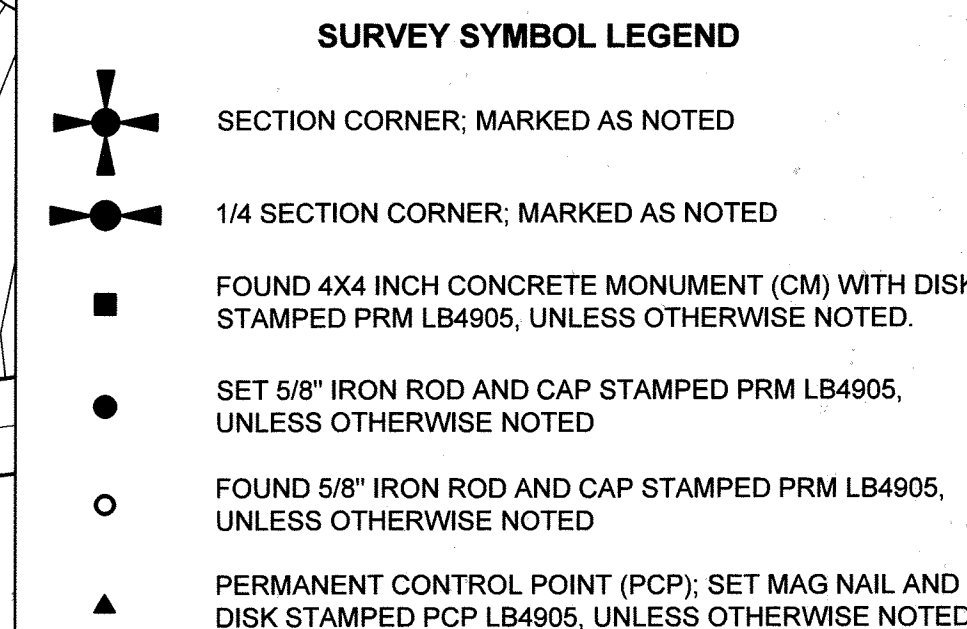 SURVEY SYMBOL LEGEND
SECTION CORNER; MARKED AS NOTED
1/4 SECTION CORNER; MARKED AS NOTED
FOUND 4X4 INCH CONCRETE MONUMENT (CM) WITH DISK
STAMPED PRM LB4905, UNLESS OTHERWISE NOTED.
SET 5/8" IRON ROD AND CAP STAMPED PRM LB4905,
UNLESS OTHERWISE NOTED
FOUND 5/8" IRON ROD AND CAP STAMPED PRM LB4905,
UNLESS OTHERWISE NOTED
PERMANENT CONTROL POINT (PCP); SET MAG NAIL AND
DISK STAMPED PCP LB4905, UNLESS OTHERWISE NOTED